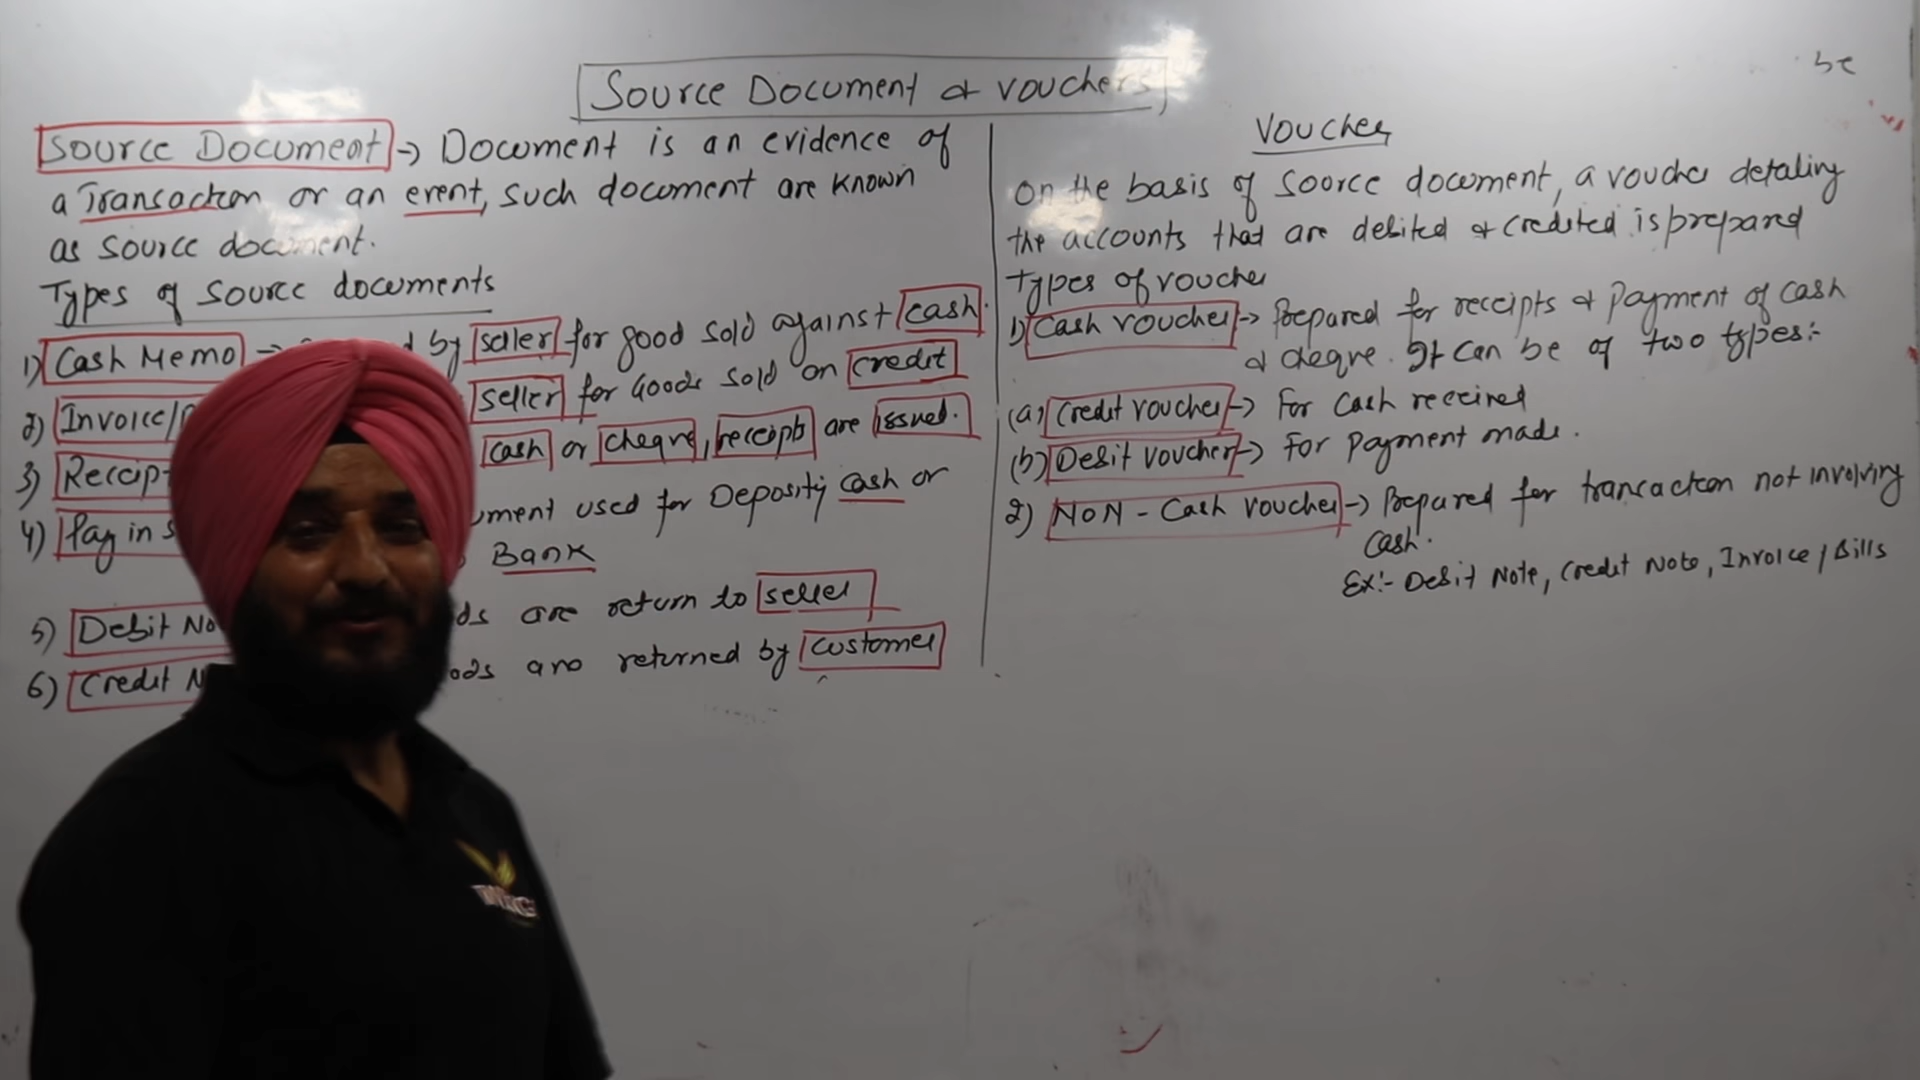 Source Document & vouchers
Source Document -> Document is an evidence of
a Transaction or an event, such document are known
as source document.
Types of source documents
1) Cash Memo -> by seller for good sold against cash.
2) Invoice/ seller for Goods sold on credit
3) Receipt cash or cheque, receipts are issued.
4) Pay in s ument used for Depositg cash or
Bank
5) Debit No ds are return to seller
6) Credit N ods are returned by customer
Voucher
On the basis of source document, a voucher detaling
the accounts that are debited & credited is prepared
Types of voucher
1) Cash voucher -> Prepared for receipts & Payment of cash
& cheque. It can be of two types:-
(a) Credit voucher -> For cash received
(b) Debit voucher -> For payment made.
2) NON - Cash voucher -> Prepared for transaction not involving
cash.
Ex:- Debit Note, Credit Note, Invoice / Bills
be